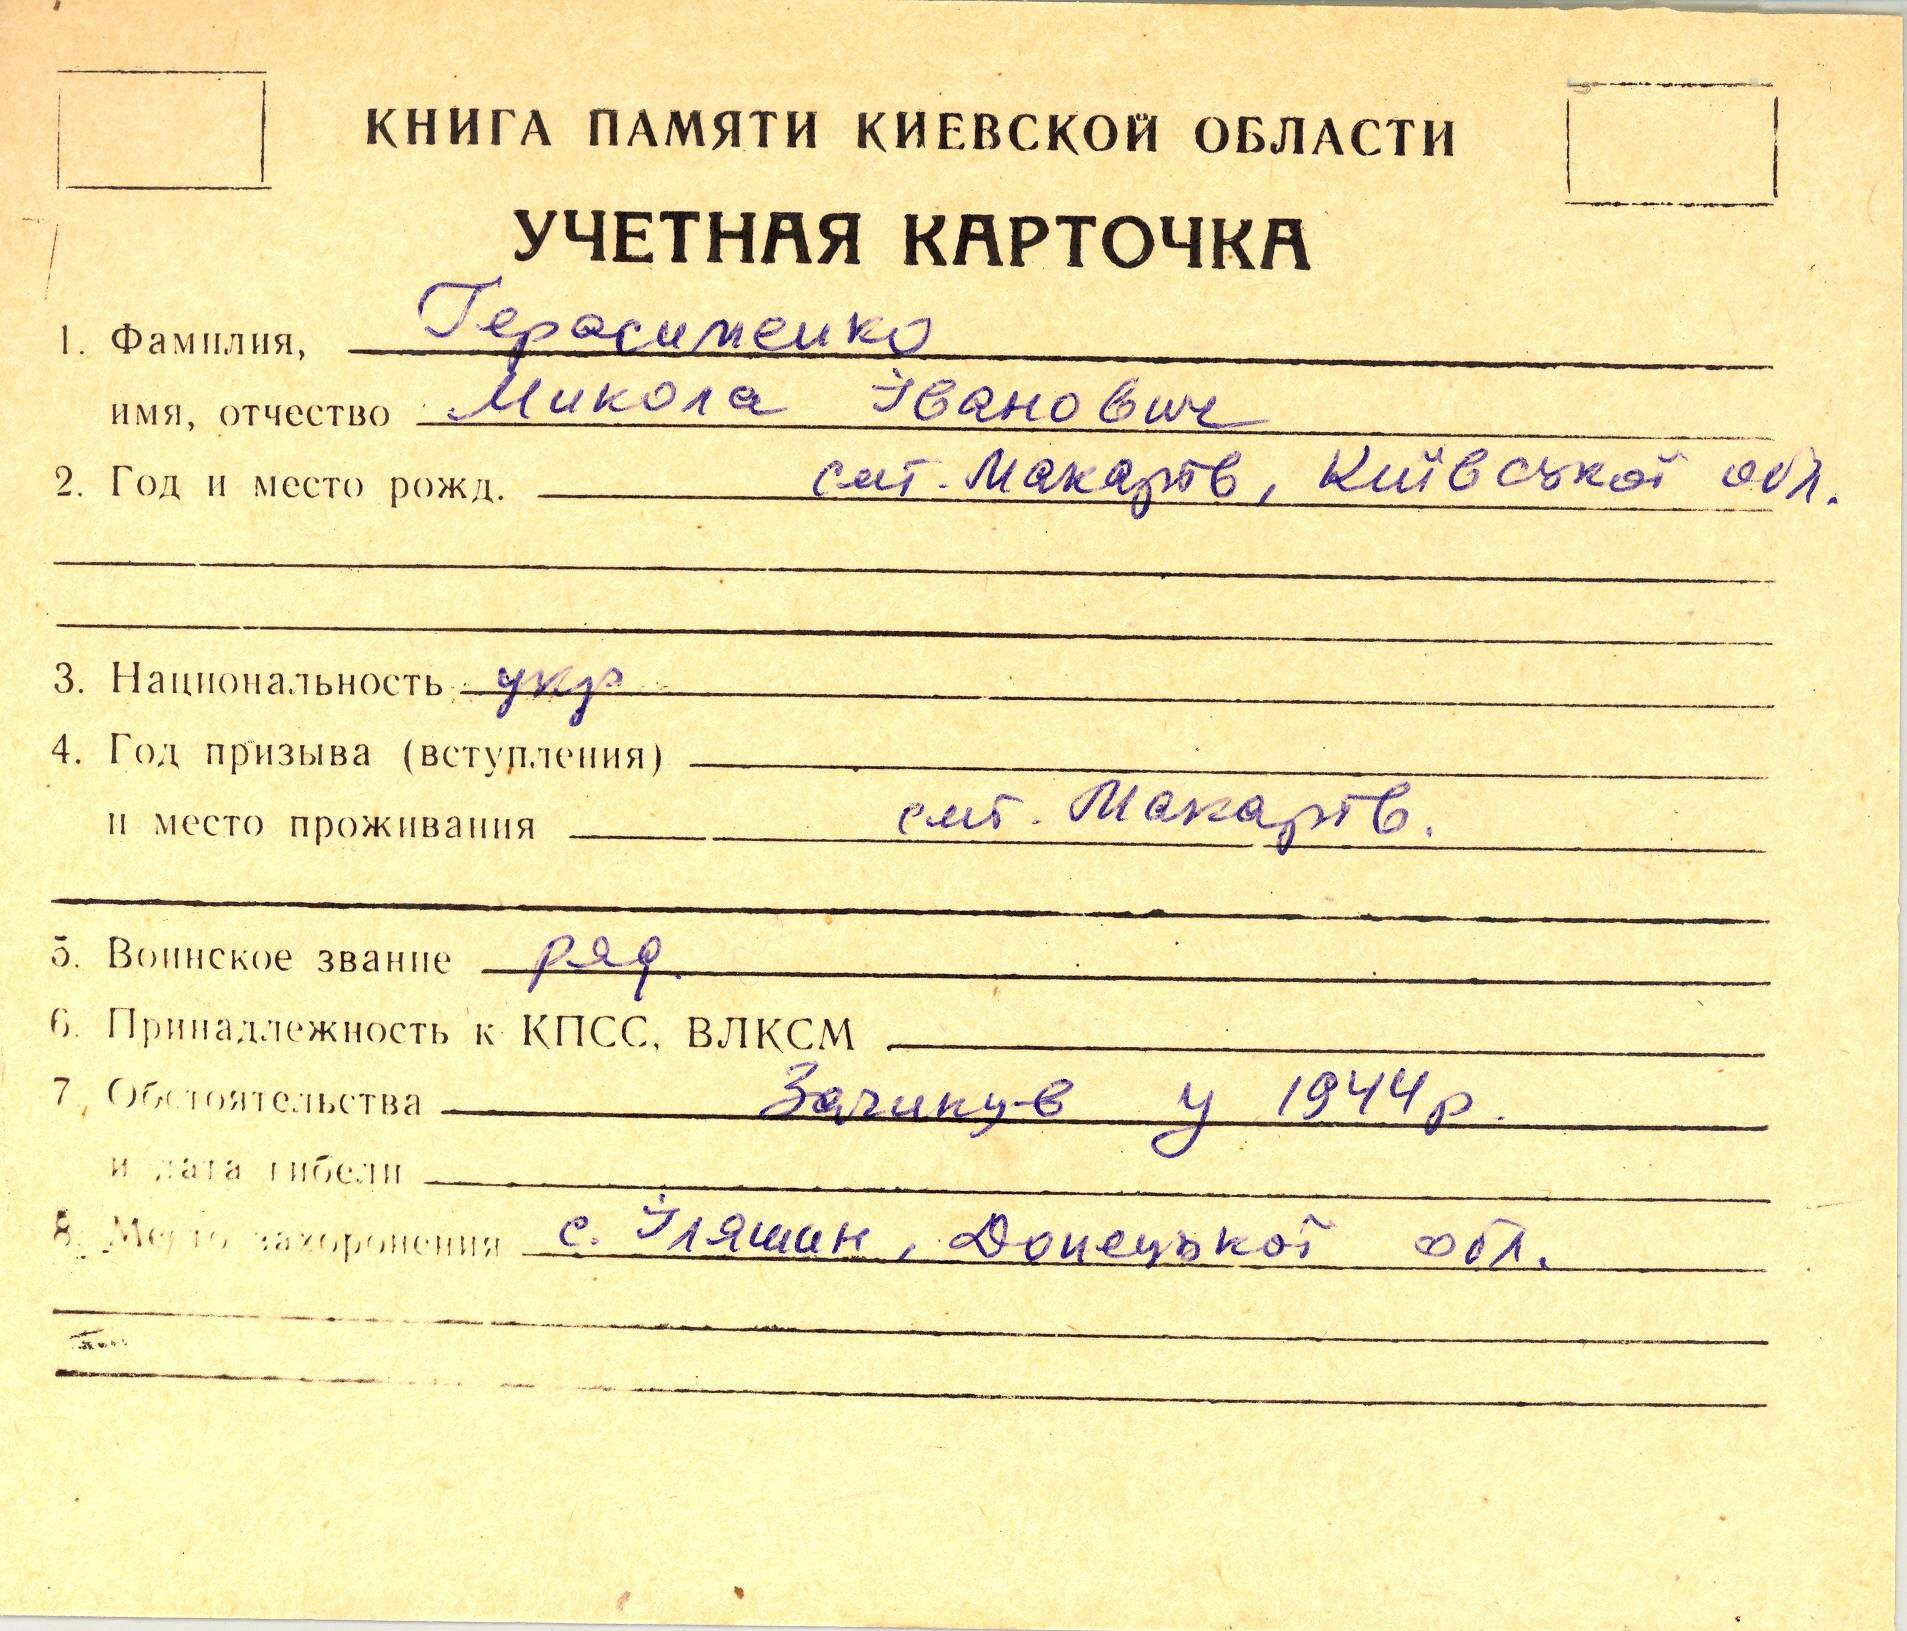 КНИГА ПАМЯТИ КИЕВСКОЙ ОБЛАСТИ
УЧЕТНАЯ КАРТОЧКА
1. Фамилия, Герасименко
имя, отчество Микола Іванович
2. Год и место рожд. смт. Макарів, Київської обл.
3. Национальность укр
4. Год призыва (вступления)
и место проживания смт. Макарів.
5. Воинское звание ряд.
6. Принадлежность к КПСС, ВЛКСМ
7. Обстоятельства Загинув у 1944 р.
и дата гибели
8. Место захоронения с. Іляшин, Донецької обл.